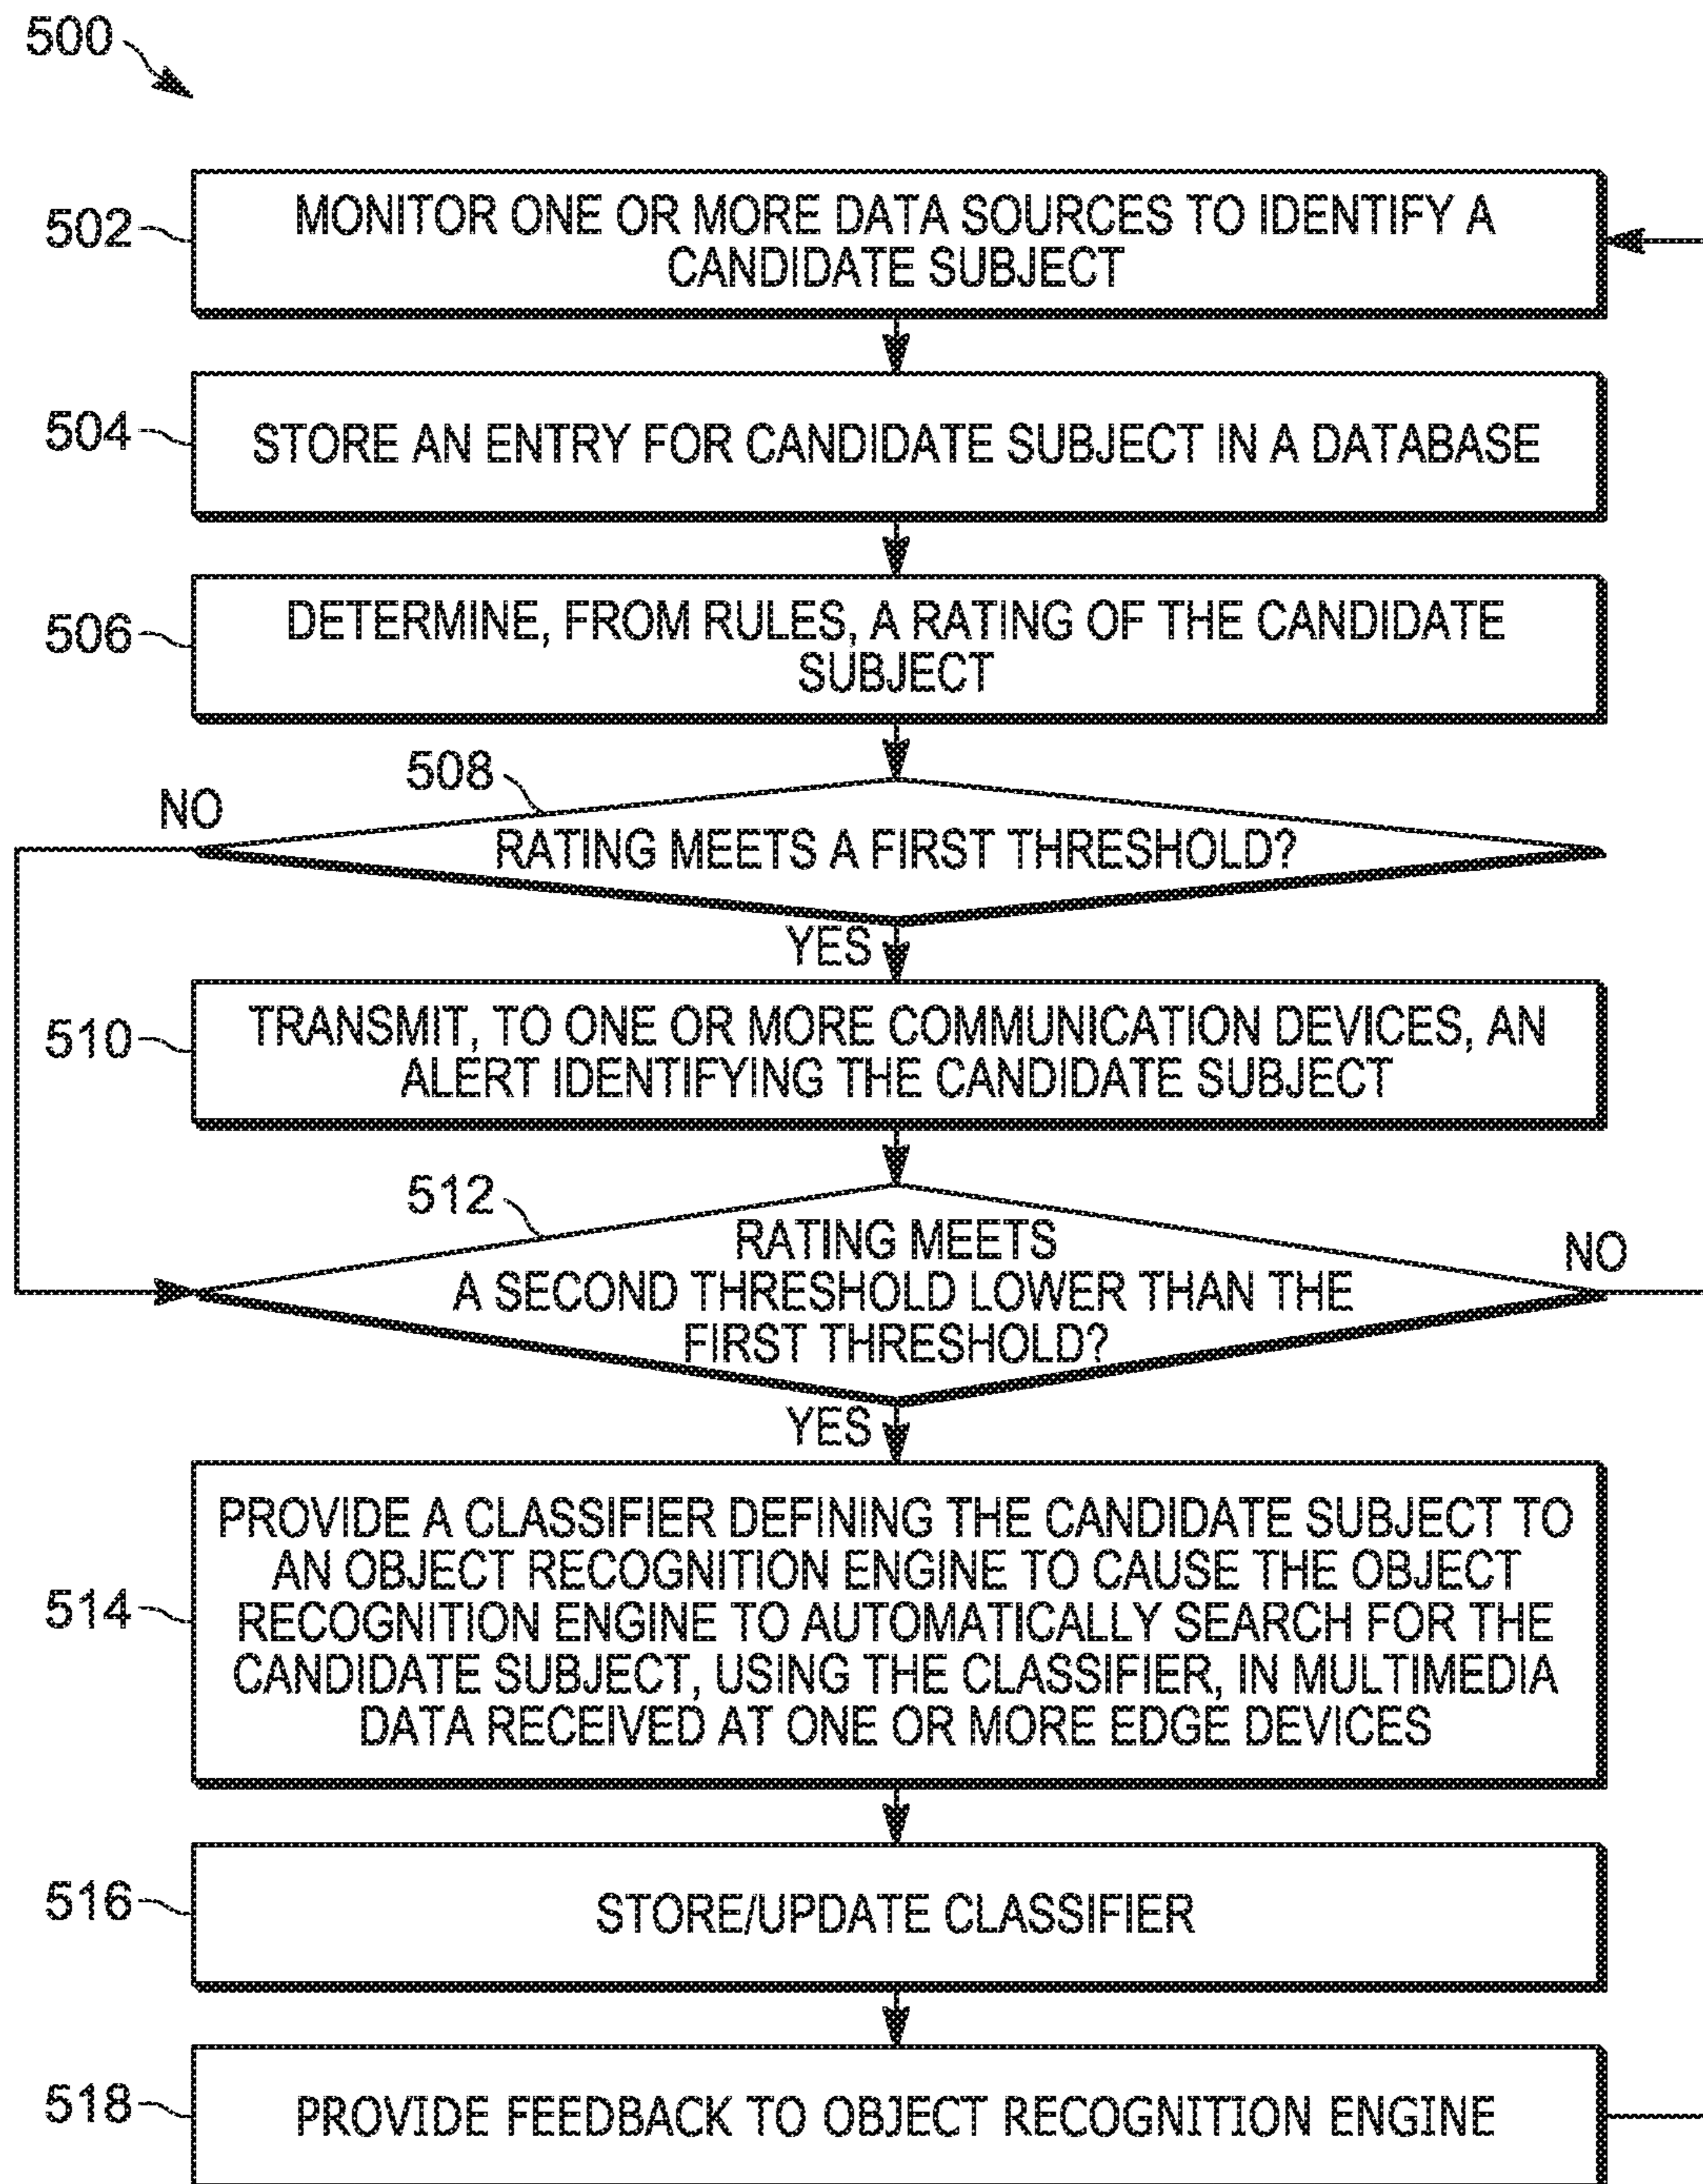 500
502
MONITOR ONE OR MORE DATA SOURCES TO IDENTIFY A
CANDIDATE SUBJECT
504
STORE AN ENTRY FOR CANDIDATE SUBJECT IN A DATABASE
506
DETERMINE, FROM RULES, A RATING OF THE CANDIDATE
SUBJECT
508
NO
RATING MEETS A FIRST THRESHOLD?
YES
510
TRANSMIT, TO ONE OR MORE COMMUNICATION DEVICES, AN
ALERT IDENTIFYING THE CANDIDATE SUBJECT
512
RATING MEETS
A SECOND THRESHOLD LOWER THAN THE
FIRST THRESHOLD?
NO
YES
514
PROVIDE A CLASSIFIER DEFINING THE CANDIDATE SUBJECT TO
AN OBJECT RECOGNITION ENGINE TO CAUSE THE OBJECT
RECOGNITION ENGINE TO AUTOMATICALLY SEARCH FOR THE
CANDIDATE SUBJECT, USING THE CLASSIFIER, IN MULTIMEDIA
DATA RECEIVED AT ONE OR MORE EDGE DEVICES
516
STORE/UPDATE CLASSIFIER
518
PROVIDE FEEDBACK TO OBJECT RECOGNITION ENGINE